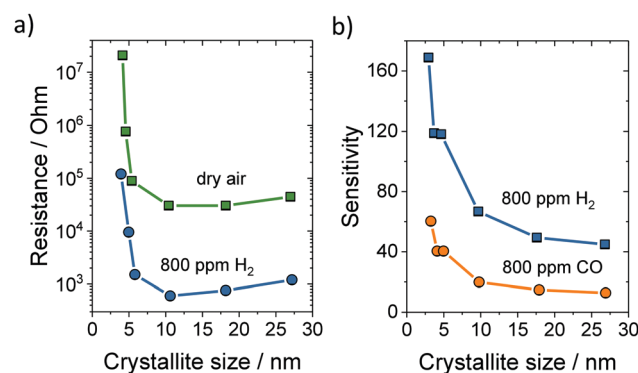 a)
Resistance / Ohm
10⁷
10⁶
10⁵
10⁴
10³
dry air
800 ppm H₂
0 5 10 15 20 25 30
Crystallite size / nm
b)
Sensitivity
160
120
80
40
0
800 ppm H₂
800 ppm CO
0 5 10 15 20 25 30
Crystallite size / nm